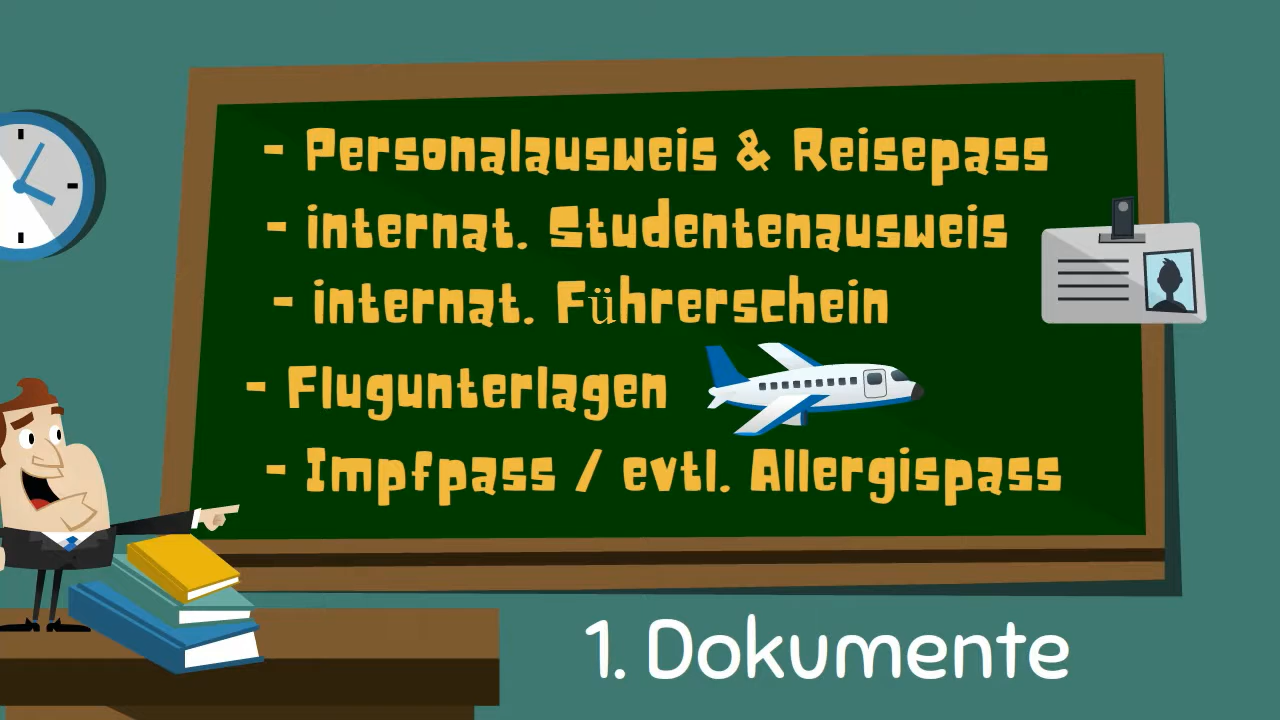 - Personalausweis & Reisepass
- internat. Studentenausweis
- internat. Führerschein
- Flugunterlagen
- Impfpass / evtl. Allergispass
1. Dokumente